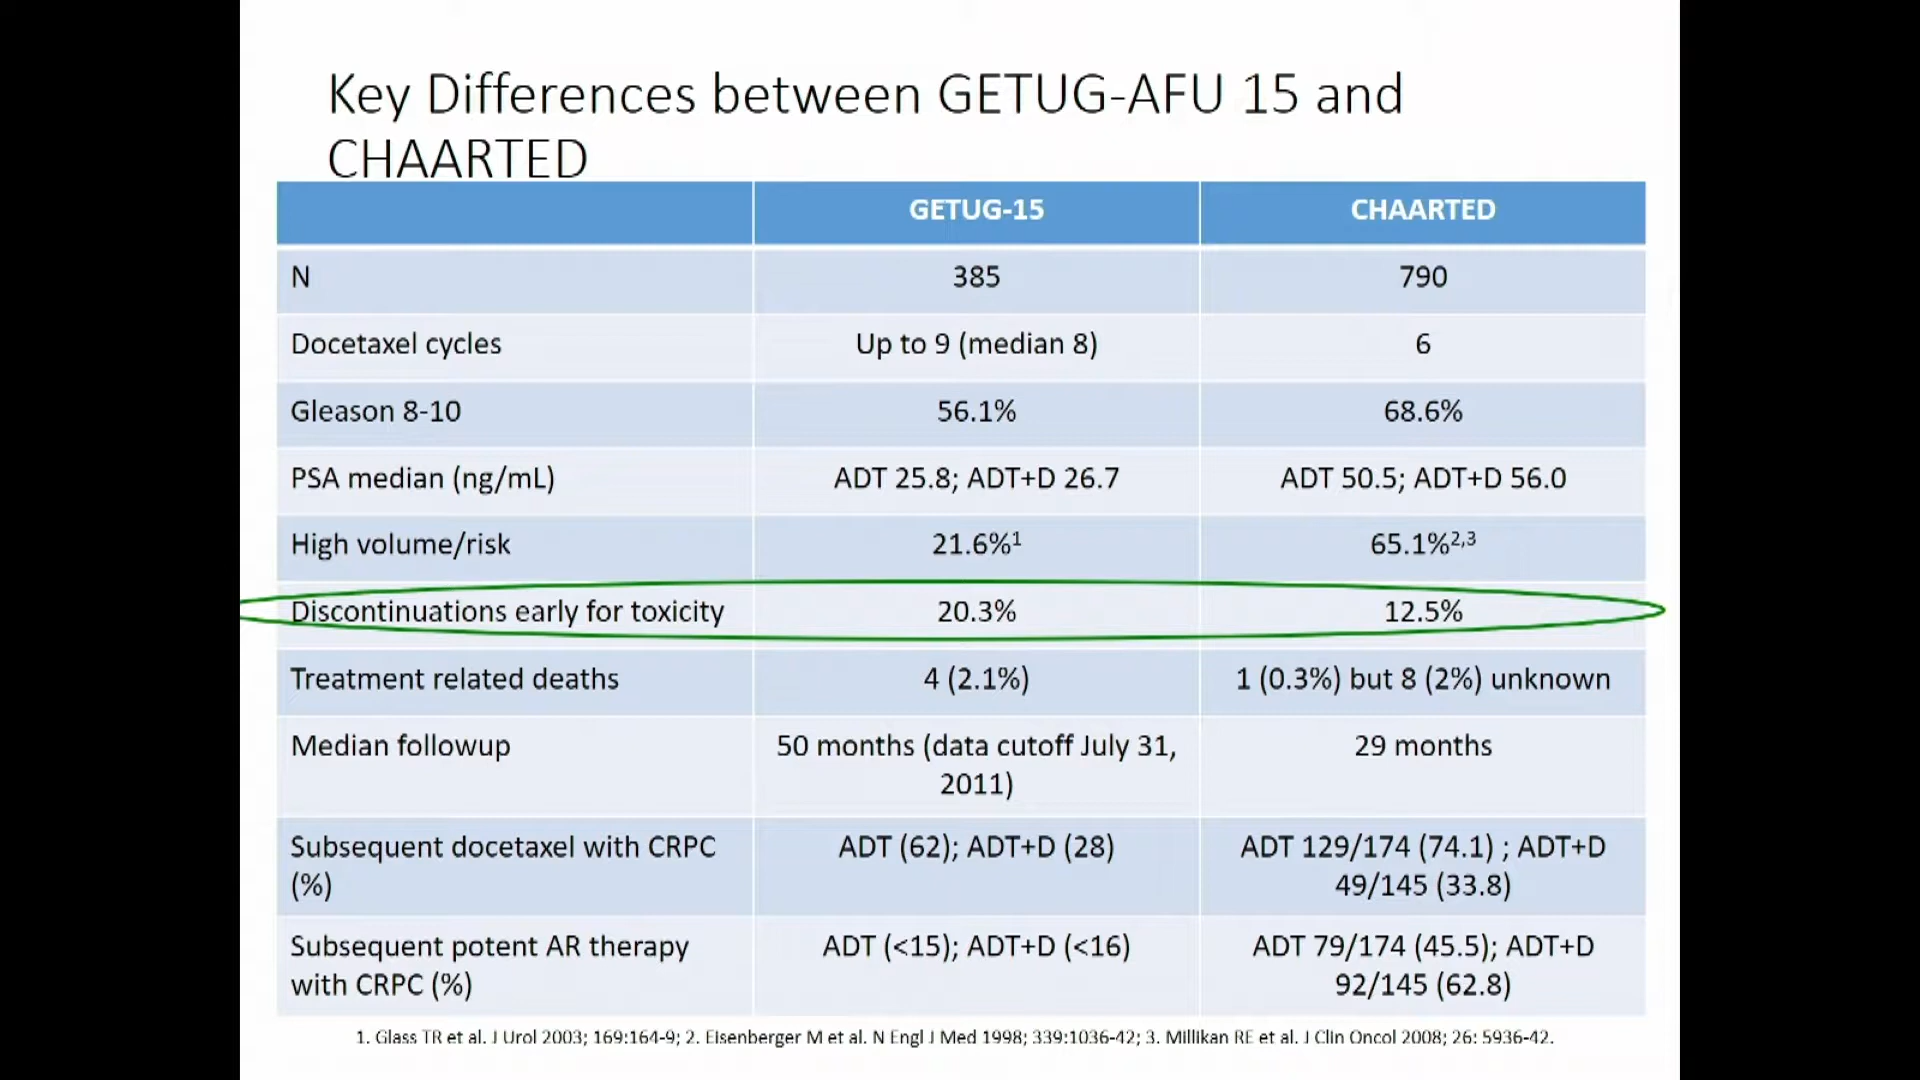 Key Differences between GETUG-AFU 15 and
CHAARTED
GETUG-15 CHAARTED
N 385 790
Docetaxel cycles Up to 9 (median 8) 6
Gleason 8-10 56.1% 68.6%
PSA median (ng/mL) ADT 25.8; ADT+D 26.7 ADT 50.5; ADT+D 56.0
High volume/risk 21.6%1 65.1%2,3
Discontinuations early for toxicity 20.3% 12.5%
Treatment related deaths 4 (2.1%) 1 (0.3%) but 8 (2%) unknown
Median followup 50 months (data cutoff July 31, 29 months
2011)
Subsequent docetaxel with CRPC ADT (62); ADT+D (28) ADT 129/174 (74.1) ; ADT+D
(%) 49/145 (33.8)
Subsequent potent AR therapy ADT (<15); ADT+D (<16) ADT 79/174 (45.5); ADT+D
with CRPC (%) 92/145 (62.8)
1. Glass TR et al. J Urol 2003; 169:164-9; 2. Eisenberger M et al. N Engl J Med 1998; 339:1036-42; 3. Millikan RE et al. J Clin Oncol 2008; 26: 5936-42.